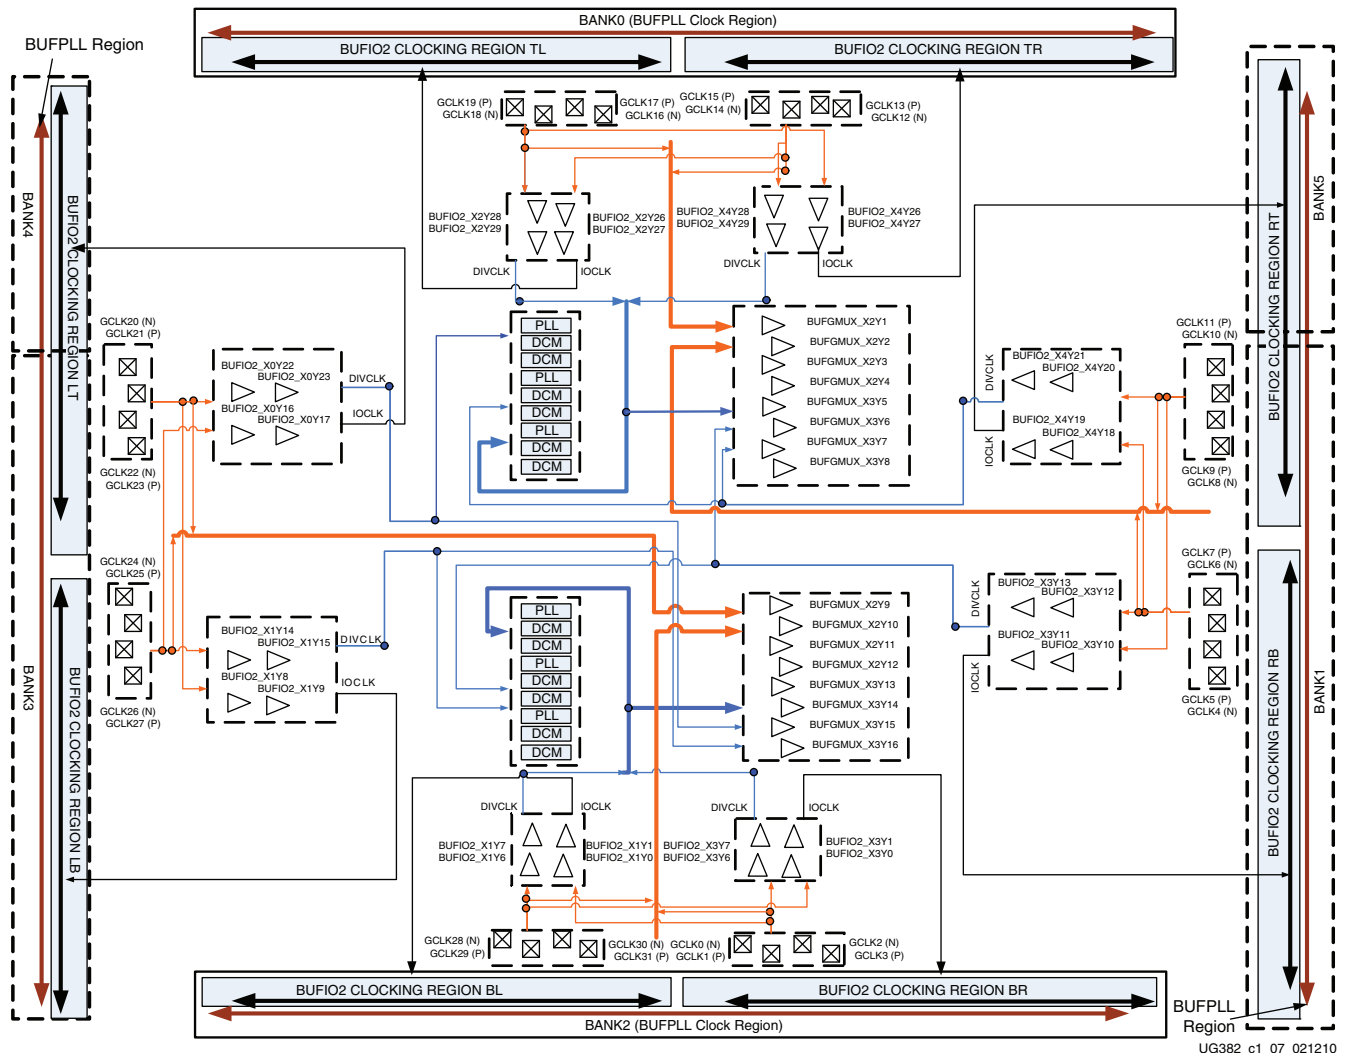 BANK0 (BUFPLL Clock Region)
BUFIO2 CLOCKING REGION TL
BUFIO2 CLOCKING REGION TR
BUFPLL Region
GCLK19 (P)
GCLK18 (N)
GCLK17 (P)
GCLK16 (N)
GCLK15 (P)
GCLK14 (N)
GCLK13 (P)
GCLK12 (N)
BANK4
BUFIO2 CLOCKING REGION LT
BANK5
BUFIO2 CLOCKING REGION RT
BUFIO2_X2Y28
BUFIO2_X2Y29
BUFIO2_X2Y26
BUFIO2_X2Y27
BUFIO2_X4Y28
BUFIO2_X4Y29
BUFIO2_X4Y26
BUFIO2_X4Y27
DIVCLK
IOCLK
DIVCLK
IOCLK
GCLK20 (N)
GCLK21 (P)
BUFIO2_X0Y22
BUFIO2_X0Y23
BUFIO2_X0Y16
BUFIO2_X0Y17
DIVCLK
IOCLK
GCLK22 (N)
GCLK23 (P)
PLL
DCM
DCM
PLL
DCM
DCM
PLL
DCM
DCM
BUFGMUX_X2Y1
BUFGMUX_X2Y2
BUFGMUX_X2Y3
BUFGMUX_X2Y4
BUFGMUX_X3Y5
BUFGMUX_X3Y6
BUFGMUX_X3Y7
BUFGMUX_X3Y8
DIVCLK
IOCLK
BUFIO2_X4Y21
BUFIO2_X4Y20
BUFIO2_X4Y19
BUFIO2_X4Y18
GCLK11 (P)
GCLK10 (N)
GCLK9 (P)
GCLK8 (N)
GCLK24 (N)
GCLK25 (P)
BUFIO2_X1Y14
BUFIO2_X1Y15
BUFIO2_X1Y8
BUFIO2_X1Y9
DIVCLK
IOCLK
GCLK26 (N)
GCLK27 (P)
BANK3
BUFIO2 CLOCKING REGION LB
PLL
DCM
DCM
PLL
DCM
DCM
PLL
DCM
DCM
BUFGMUX_X2Y9
BUFGMUX_X2Y10
BUFGMUX_X2Y11
BUFGMUX_X2Y12
BUFGMUX_X3Y13
BUFGMUX_X3Y14
BUFGMUX_X3Y15
BUFGMUX_X3Y16
DIVCLK
IOCLK
BUFIO2_X3Y13
BUFIO2_X3Y12
BUFIO2_X3Y11
BUFIO2_X3Y10
GCLK7 (P)
GCLK6 (N)
GCLK5 (P)
GCLK4 (N)
BUFIO2 CLOCKING REGION RB
BANK1
DIVCLK
IOCLK
DIVCLK
IOCLK
BUFIO2_X1Y7
BUFIO2_X1Y6
BUFIO2_X1Y1
BUFIO2_X1Y0
BUFIO2_X3Y7
BUFIO2_X3Y6
BUFIO2_X3Y1
BUFIO2_X3Y0
GCLK28 (N)
GCLK29 (P)
GCLK30 (N)
GCLK31 (P)
GCLK0 (N)
GCLK1 (P)
GCLK2 (N)
GCLK3 (P)
BUFIO2 CLOCKING REGION BL
BUFIO2 CLOCKING REGION BR
BANK2 (BUFPLL Clock Region)
BUFPLL
Region
UG382_c1_07_021210